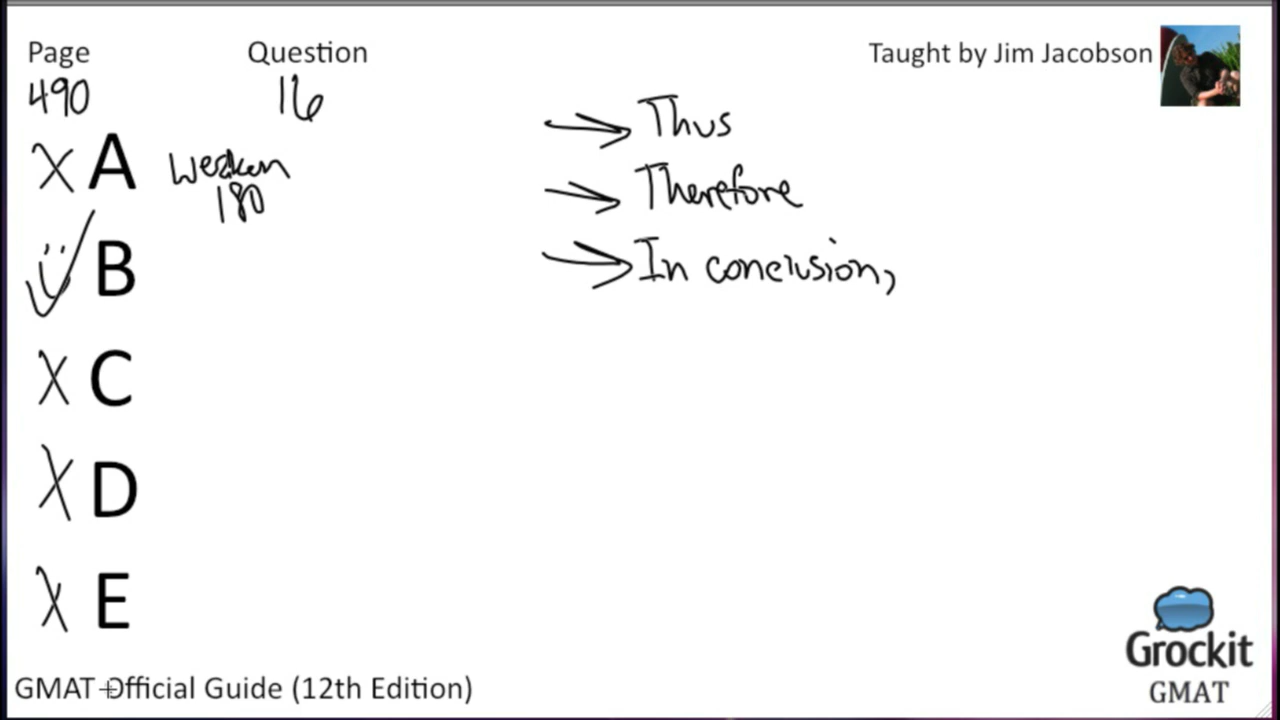 Page Question Taught by Jim Jacobson
490 16
X A Weaken 180
B
X C
X D
X E
Thus
Therefore
In conclusion,
Grockit
GMAT
GMAT Official Guide (12th Edition)